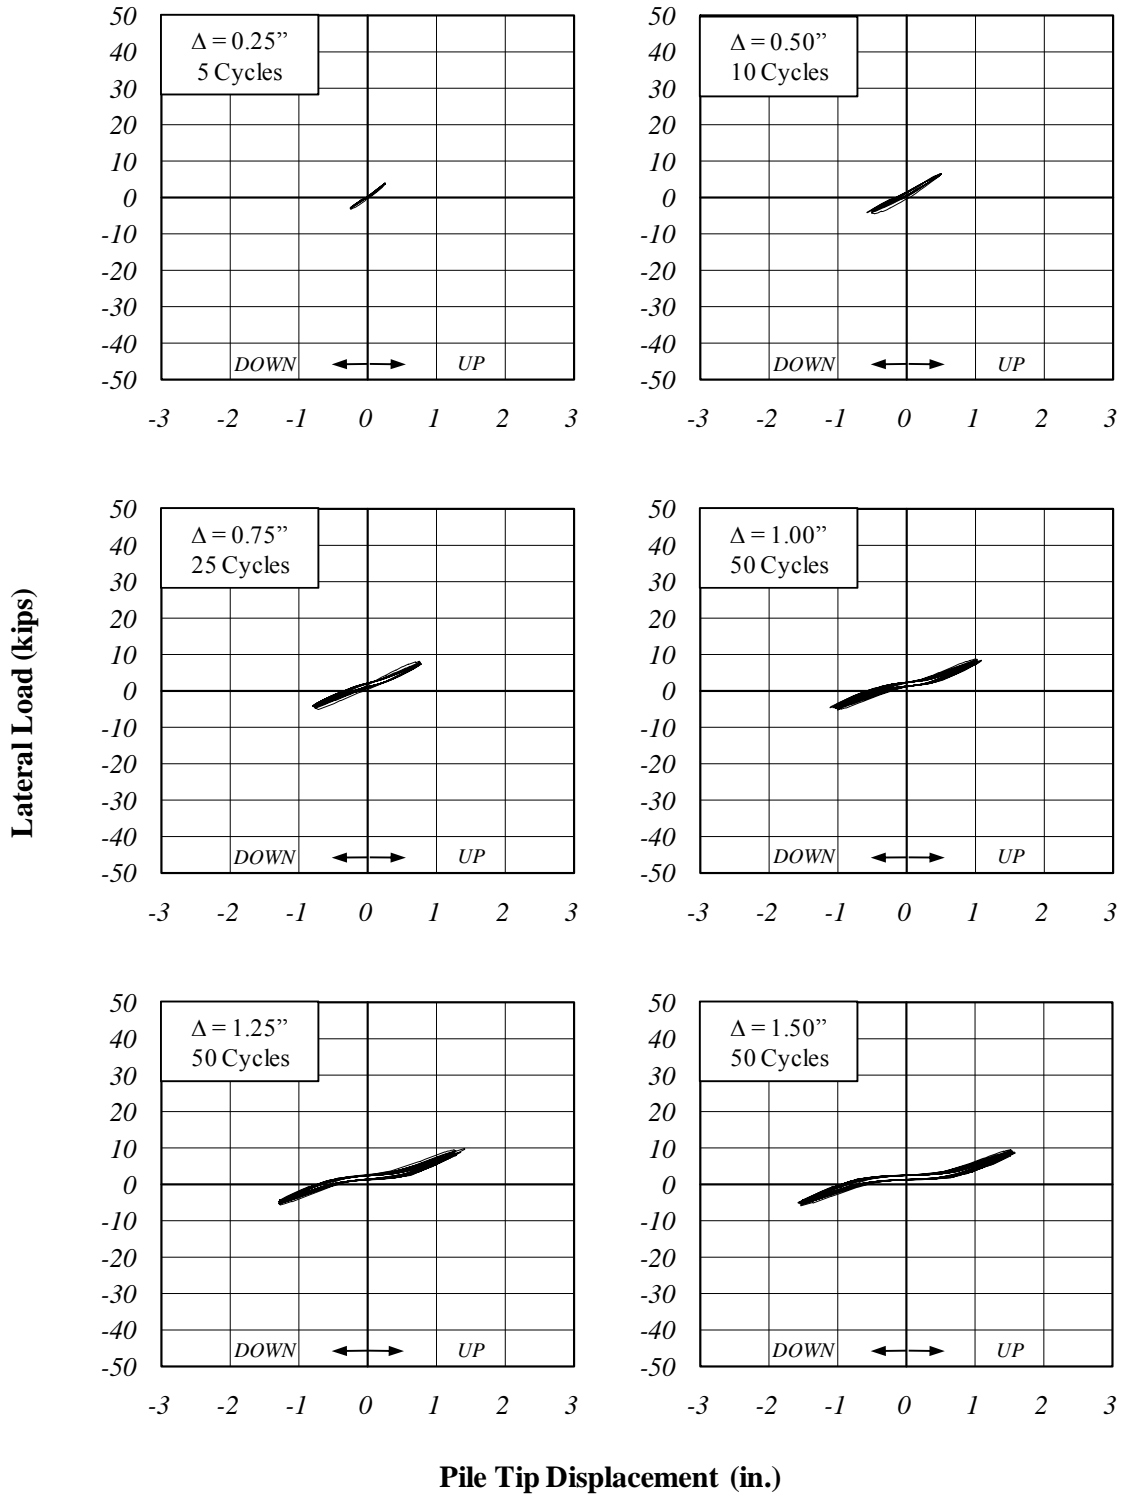 50
40
30
20
10
0
-10
-20
-30
-40
-50
Δ = 0.25”
5 Cycles
DOWN
UP
-3 -2 -1 0 1 2 3
50
40
30
20
10
0
-10
-20
-30
-40
-50
Δ = 0.50”
10 Cycles
DOWN
UP
-3 -2 -1 0 1 2 3
Lateral Load (kips)
50
40
30
20
10
0
-10
-20
-30
-40
-50
Δ = 0.75”
25 Cycles
DOWN
UP
-3 -2 -1 0 1 2 3
50
40
30
20
10
0
-10
-20
-30
-40
-50
Δ = 1.00”
50 Cycles
DOWN
UP
-3 -2 -1 0 1 2 3
50
40
30
20
10
0
-10
-20
-30
-40
-50
Δ = 1.25”
50 Cycles
DOWN
UP
-3 -2 -1 0 1 2 3
50
40
30
20
10
0
-10
-20
-30
-40
-50
Δ = 1.50”
50 Cycles
DOWN
UP
-3 -2 -1 0 1 2 3
Pile Tip Displacement (in.)